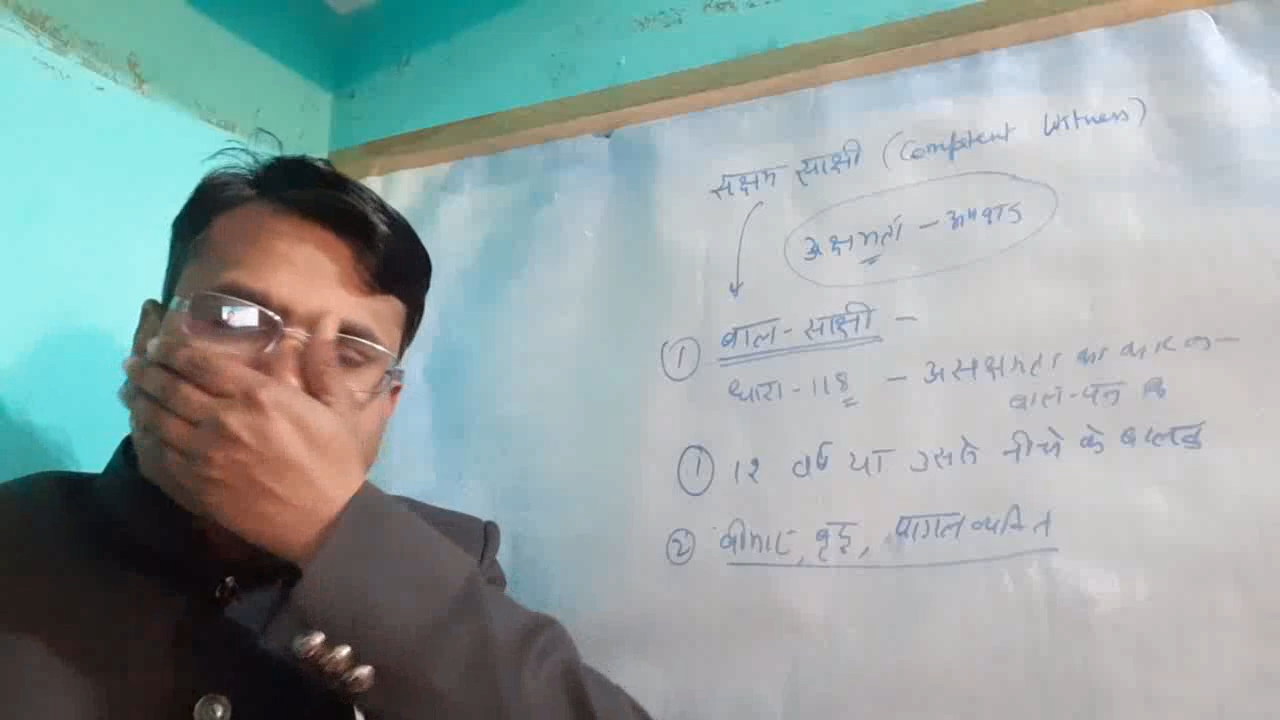 सक्षम साक्षी (Competent Witness)
अक्षमता - अपवाद
① बाल - साक्षी -
धारा - 118 - असक्षमता का कारण -
बाल-पन
① 12 वर्ष या उससे नीचे के बालक
② बीमार, वृद्ध, पागल व्यक्ति